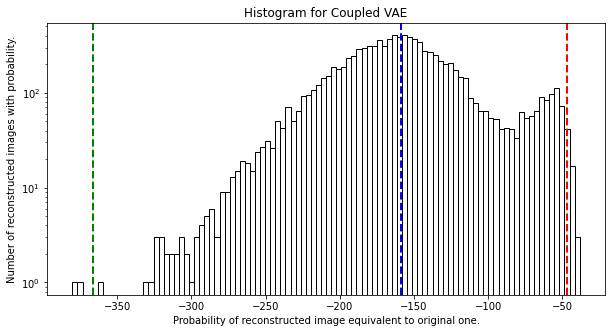 Histogram for Coupled VAE
Number of reconstructed images with probability.
10²
10¹
10⁰
−350 −300 −250 −200 −150 −100 −50
Probability of reconstructed image equivalent to original one.